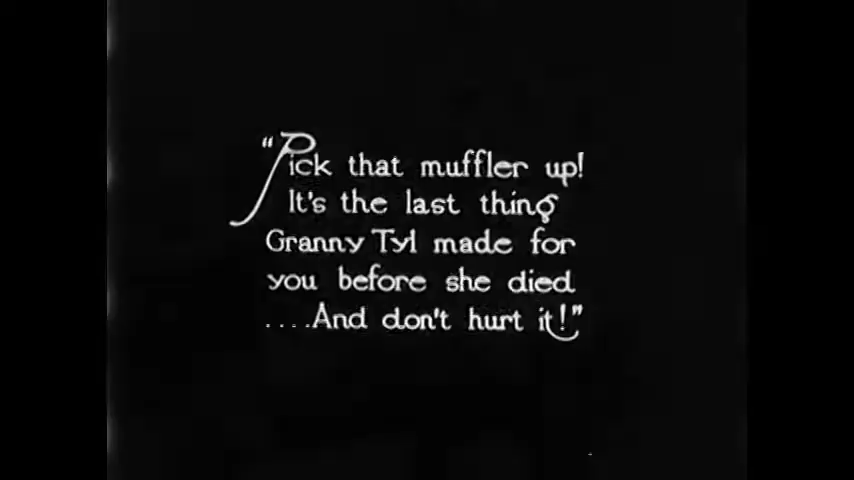 "Pick that muffler up!
It's the last thing
Granny Tyl made for
you before she died
....And don't hurt it!"